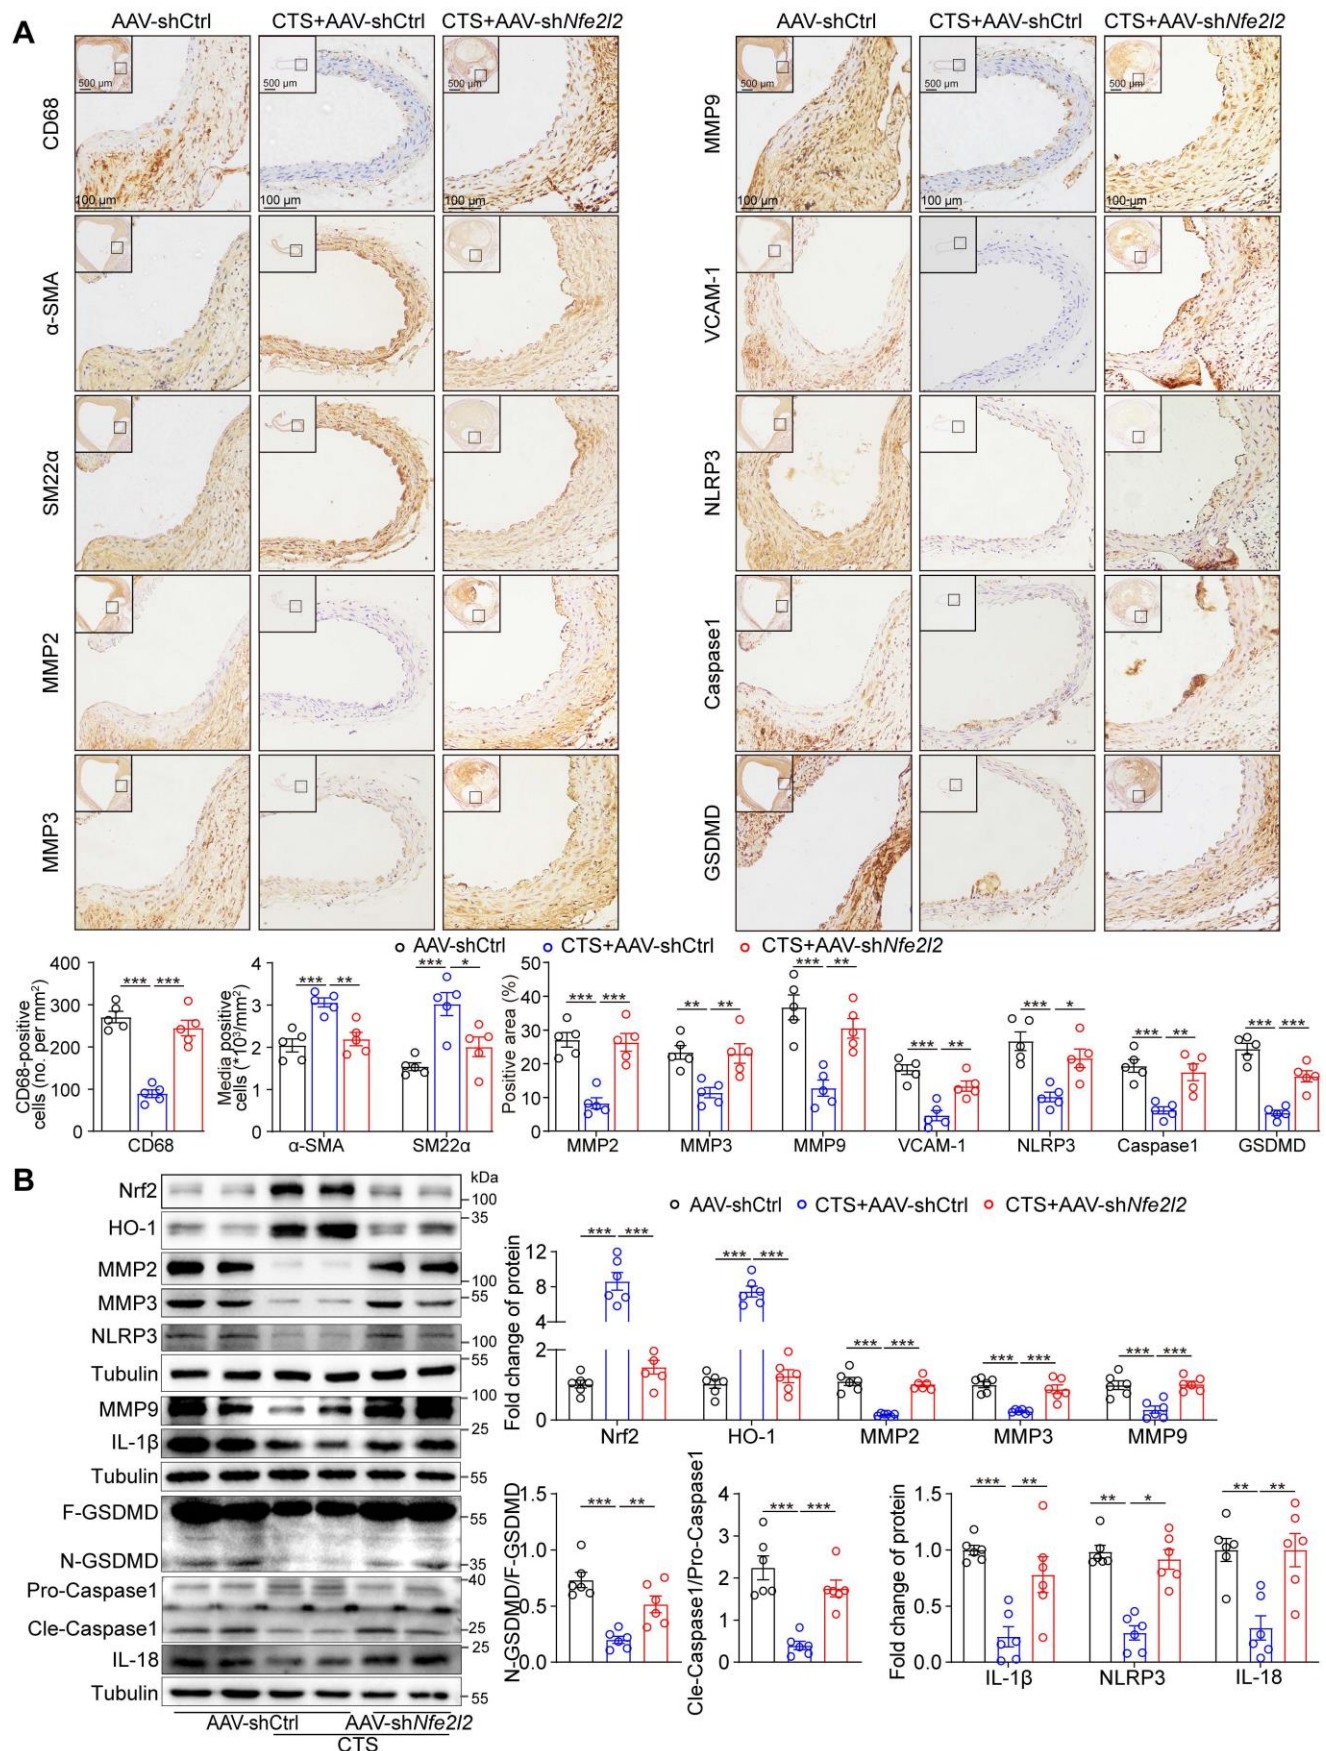 A
AAV-shCtrl CTS+AAV-shCtrl CTS+AAV-shNfe2l2
AAV-shCtrl CTS+AAV-shCtrl CTS+AAV-shNfe2l2
CD68
500 μm 500 μm 500 μm
100 μm 100 μm 100 μm
α-SMA
SM22α
MMP2
MMP3
MMP9
500 μm 500 μm 500 μm
100 μm 100 μm 100 μm
VCAM-1
NLRP3
Caspase1
GSDMD
AAV-shCtrl CTS+AAV-shCtrl CTS+AAV-shNfe2l2
CD68-positive
cells (no. per mm²)
400
300
200
100
0
*** ***
CD68
Media positive
cells (*10³/mm²)
4
3
2
1
0
*** ** *** *
α-SMA SM22α
Positive area (%)
50
40
30
20
10
0
*** *** ** ** *** ** *** ** *** * *** ** *** ***
MMP2 MMP3 MMP9 VCAM-1 NLRP3 Caspase1 GSDMD
B
kDa
Nrf2
100
35
HO-1
MMP2
100
55
MMP3
NLRP3
100
55
Tubulin
100
MMP9
25
IL-1β
Tubulin
55
F-GSDMD
55
N-GSDMD
35
40
Pro-Caspase1
Cle-Caspase1
25
25
IL-18
Tubulin
55
AAV-shCtrl AAV-shNfe2l2
CTS
AAV-shCtrl CTS+AAV-shCtrl CTS+AAV-shNfe2l2
Fold change of protein
12
8
4
2
1
0
*** *** *** *** *** *** *** *** *** ***
Nrf2 HO-1 MMP2 MMP3 MMP9
N-GSDMD/F-GSDMD
1.5
1.0
0.5
0.0
*** **
Cle-Caspase1/Pro-Caspase1
4
3
2
1
0
*** ***
Fold change of protein
1.5
1.0
0.5
0.0
*** ** ** * ** **
IL-1β NLRP3 IL-18